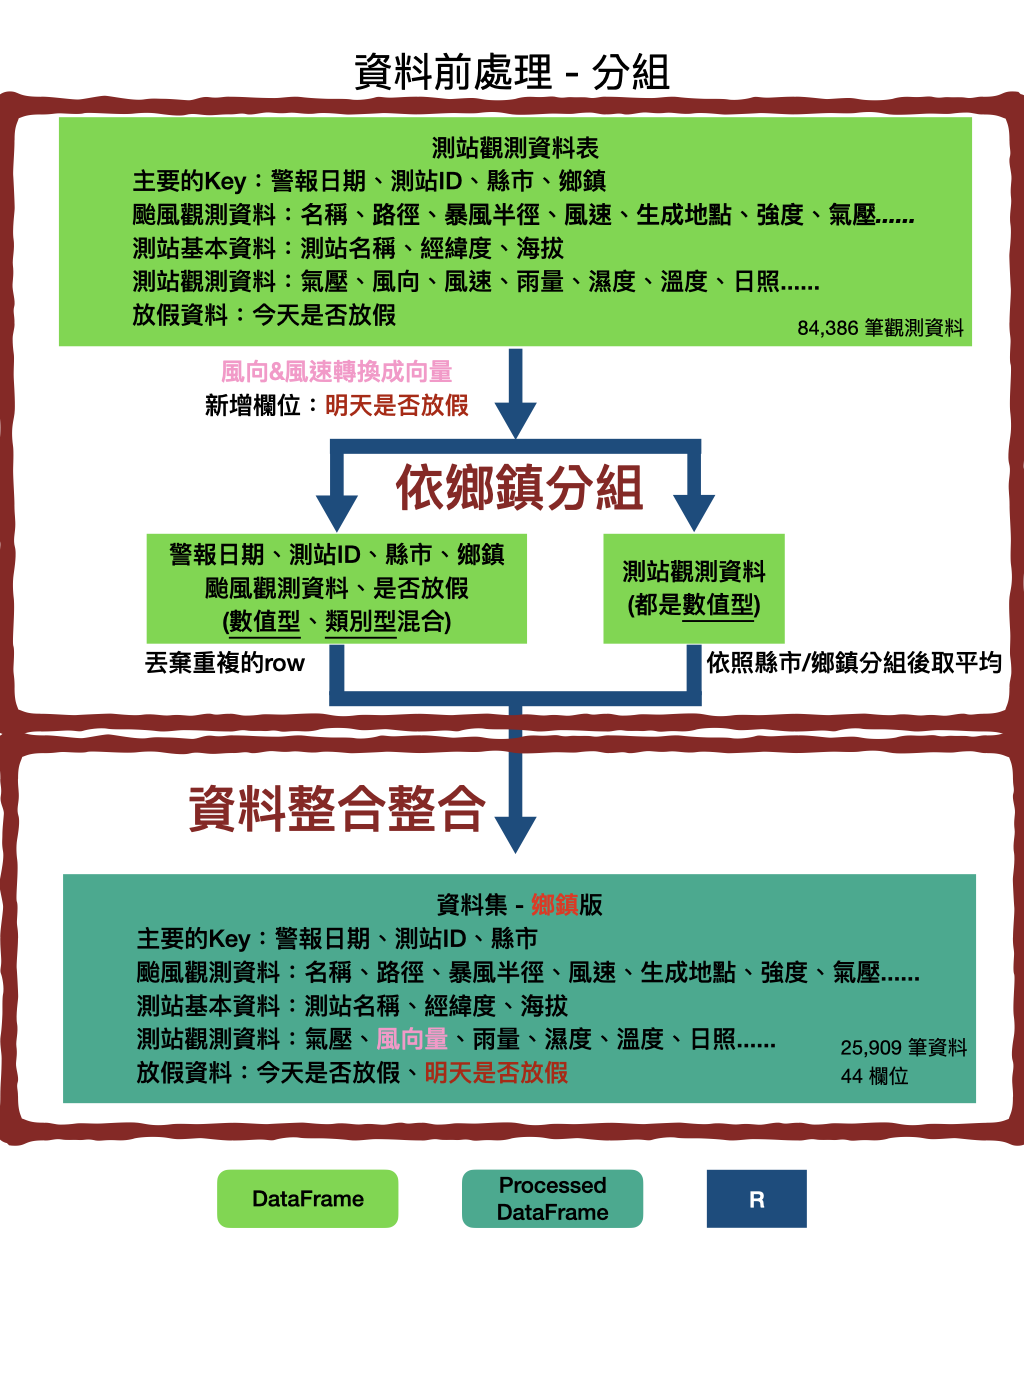 資料前處理 - 分組
測站觀測資料表
主要的Key：警報日期、測站ID、縣市、鄉鎮
颱風觀測資料：名稱、路徑、暴風半徑、風速、生成地點、強度、氣壓......
測站基本資料：測站名稱、經緯度、海拔
測站觀測資料：氣壓、風向、風速、雨量、濕度、溫度、日照......
放假資料：今天是否放假
84,386 筆觀測資料
風向&風速轉換成向量
新增欄位：明天是否放假
依鄉鎮分組
警報日期、測站ID、縣市、鄉鎮
颱風觀測資料、是否放假
(數值型、類別型混合)
測站觀測資料
(都是數值型)
丟棄重複的row
依照縣市/鄉鎮分組後取平均
資料整合整合
資料集 - 鄉鎮版
主要的Key：警報日期、測站ID、縣市
颱風觀測資料：名稱、路徑、暴風半徑、風速、生成地點、強度、氣壓......
測站基本資料：測站名稱、經緯度、海拔
測站觀測資料：氣壓、風向量、雨量、濕度、溫度、日照......
放假資料：今天是否放假、明天是否放假
25,909 筆資料
44 欄位
DataFrame
Processed
DataFrame
R